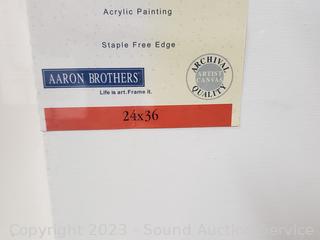 Acrylic Painting
Staple Free Edge
AARON BROTHERS
Life is art. Frame it.
ARCHIVAL
ARTIST
CANVAS
QUALITY
24x36
Copyright 2023 - Sound Auction Service